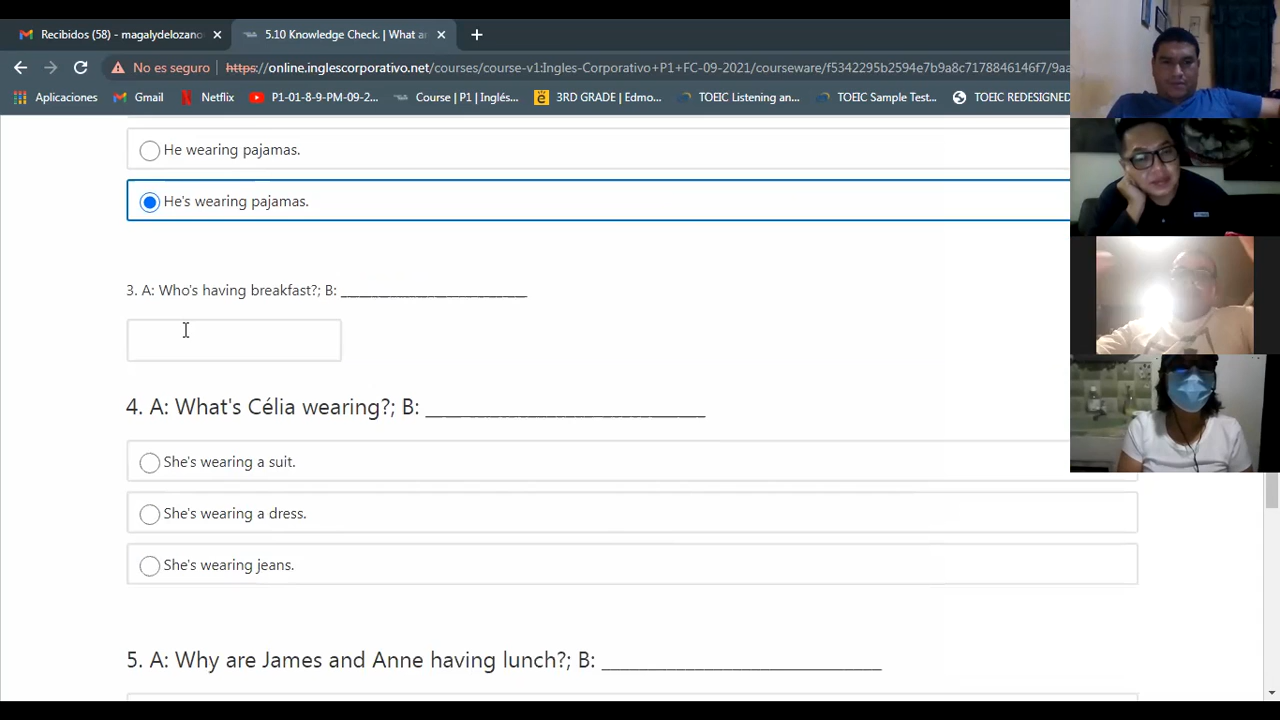 Recibidos (58) - magalydelozano
5.10 Knowledge Check. | What ar
No es seguro
https://online.inglescorporativo.net/courses/course-v1:Ingles-Corporativo+P1+FC-09-2021/courseware/f5342295b2594e7b9a8c7178846146f7/9aa
Aplicaciones
Gmail
Netflix
P1-01-8-9-PM-09-2...
Course | P1 | Inglés...
3RD GRADE | Edmo...
TOEIC Listening an...
TOEIC Sample Test...
TOEIC REDESIGNED
He wearing pajamas.
He's wearing pajamas.
3. A: Who's having breakfast?; B: ____________________________
4. A: What's Célia wearing?; B: ____________________________
She's wearing a suit.
She's wearing a dress.
She's wearing jeans.
5. A: Why are James and Anne having lunch?; B: ____________________________